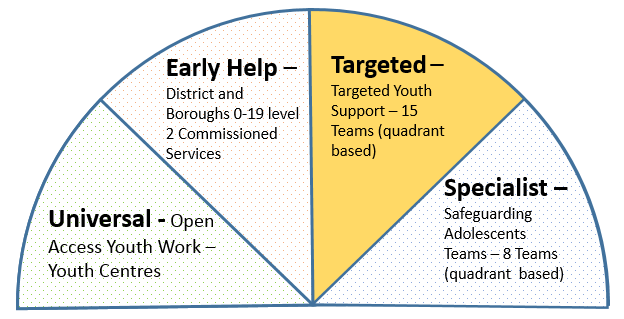 Universal - Open
Access Youth Work –
Youth Centres
Early Help –
District and
Boroughs 0-19 level
2 Commissioned
Services
Targeted –
Targeted Youth
Support – 15
Teams (quadrant
based)
Specialist –
Safeguarding
Adolescents
Teams – 8 Teams
(quadrant based)